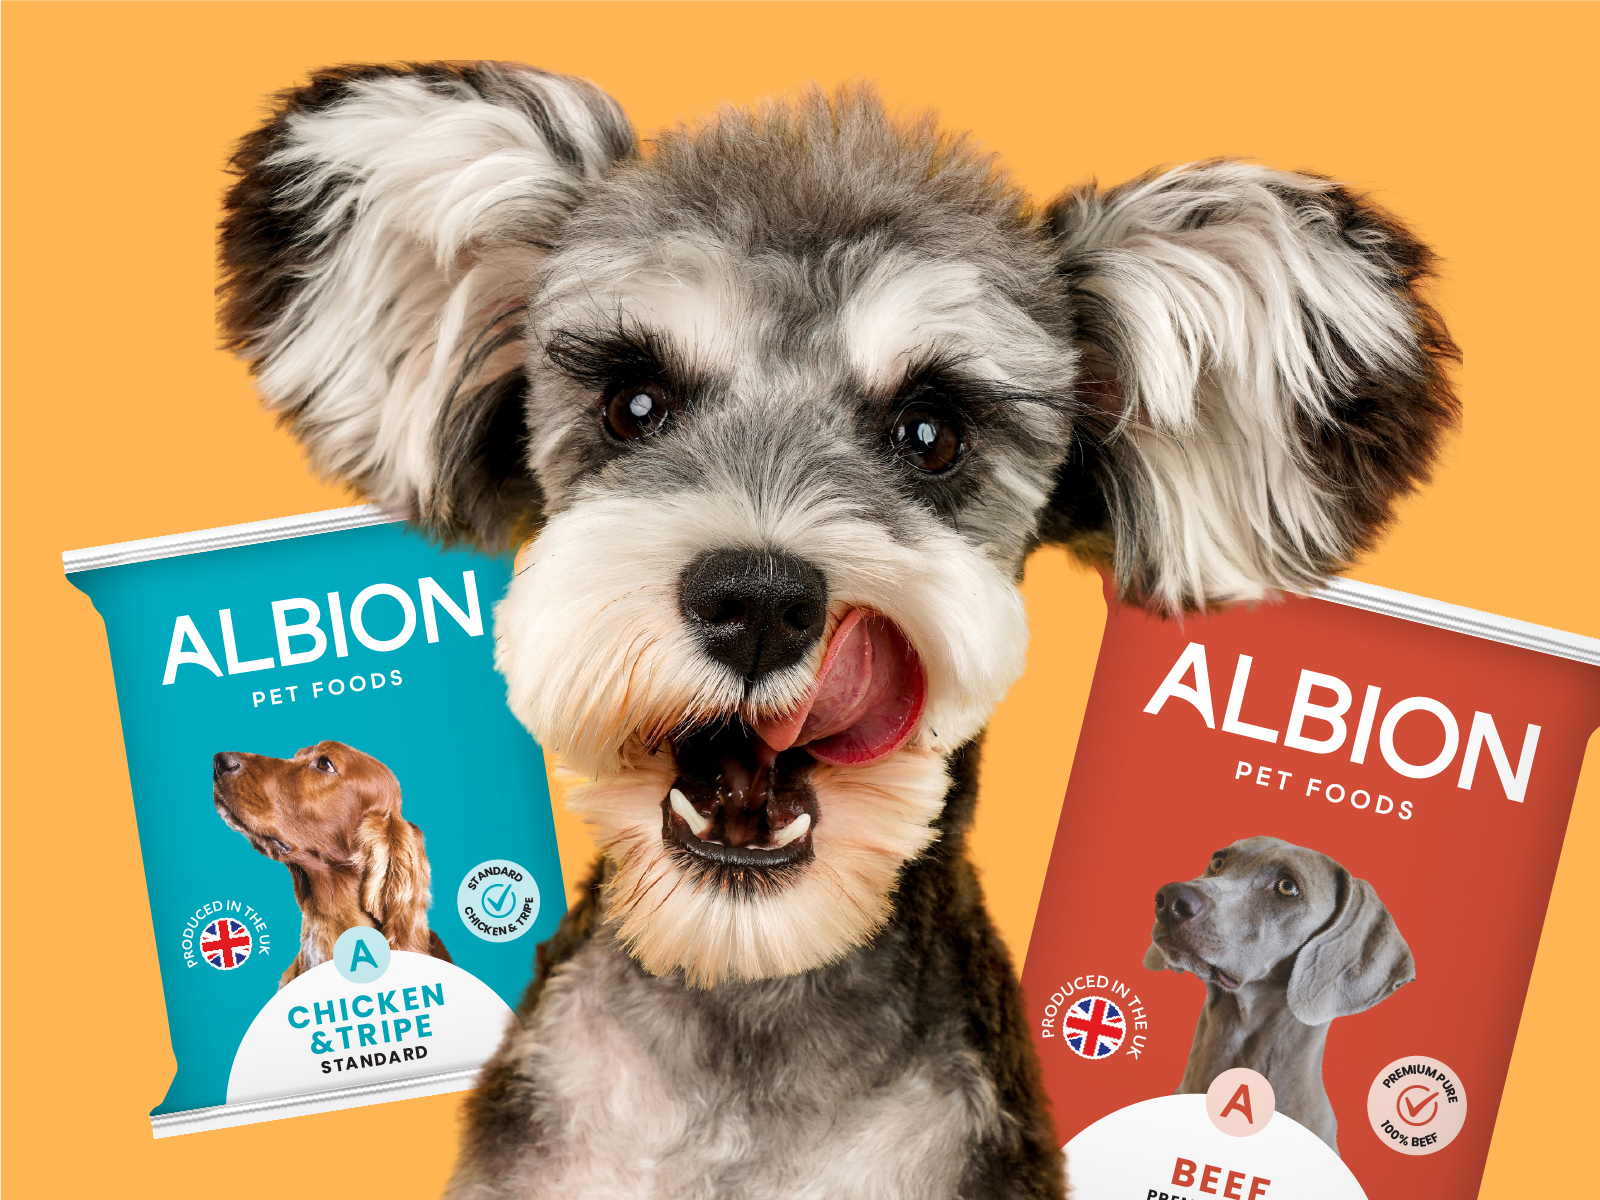 ALBION
PET FOODS
PRODUCED IN THE UK
STANDARD
CHICKEN & TRIPE
A
CHICKEN
&TRIPE
STANDARD
ALBION
PET FOODS
PRODUCED IN THE UK
PREMIUM PURE
100% BEEF
A
BEEF